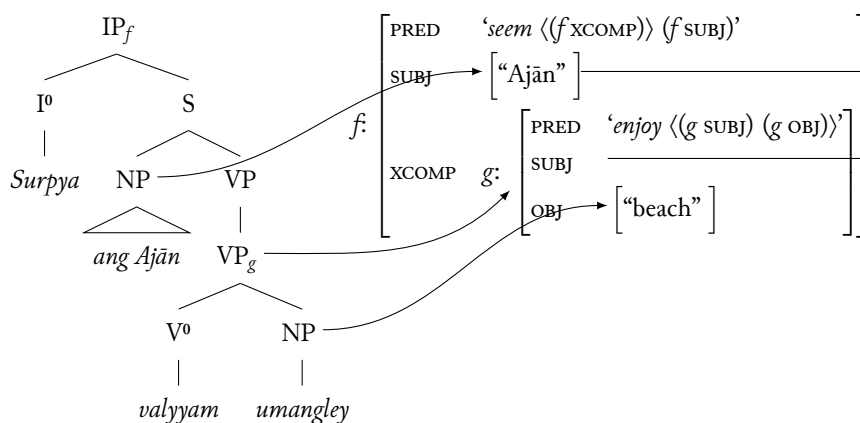 IP_f
PRED ‘seem ⟨(f XCOMP)⟩ (f SUBJ)’
I⁰ S
SUBJ [“Ajān”]
f:
PRED ‘enjoy ⟨(g SUBJ) (g OBJ)⟩’
Surpya NP VP
XCOMP g: SUBJ
OBJ [“beach”]
ang Ajān VP_g
V⁰ NP
valyyam umangley